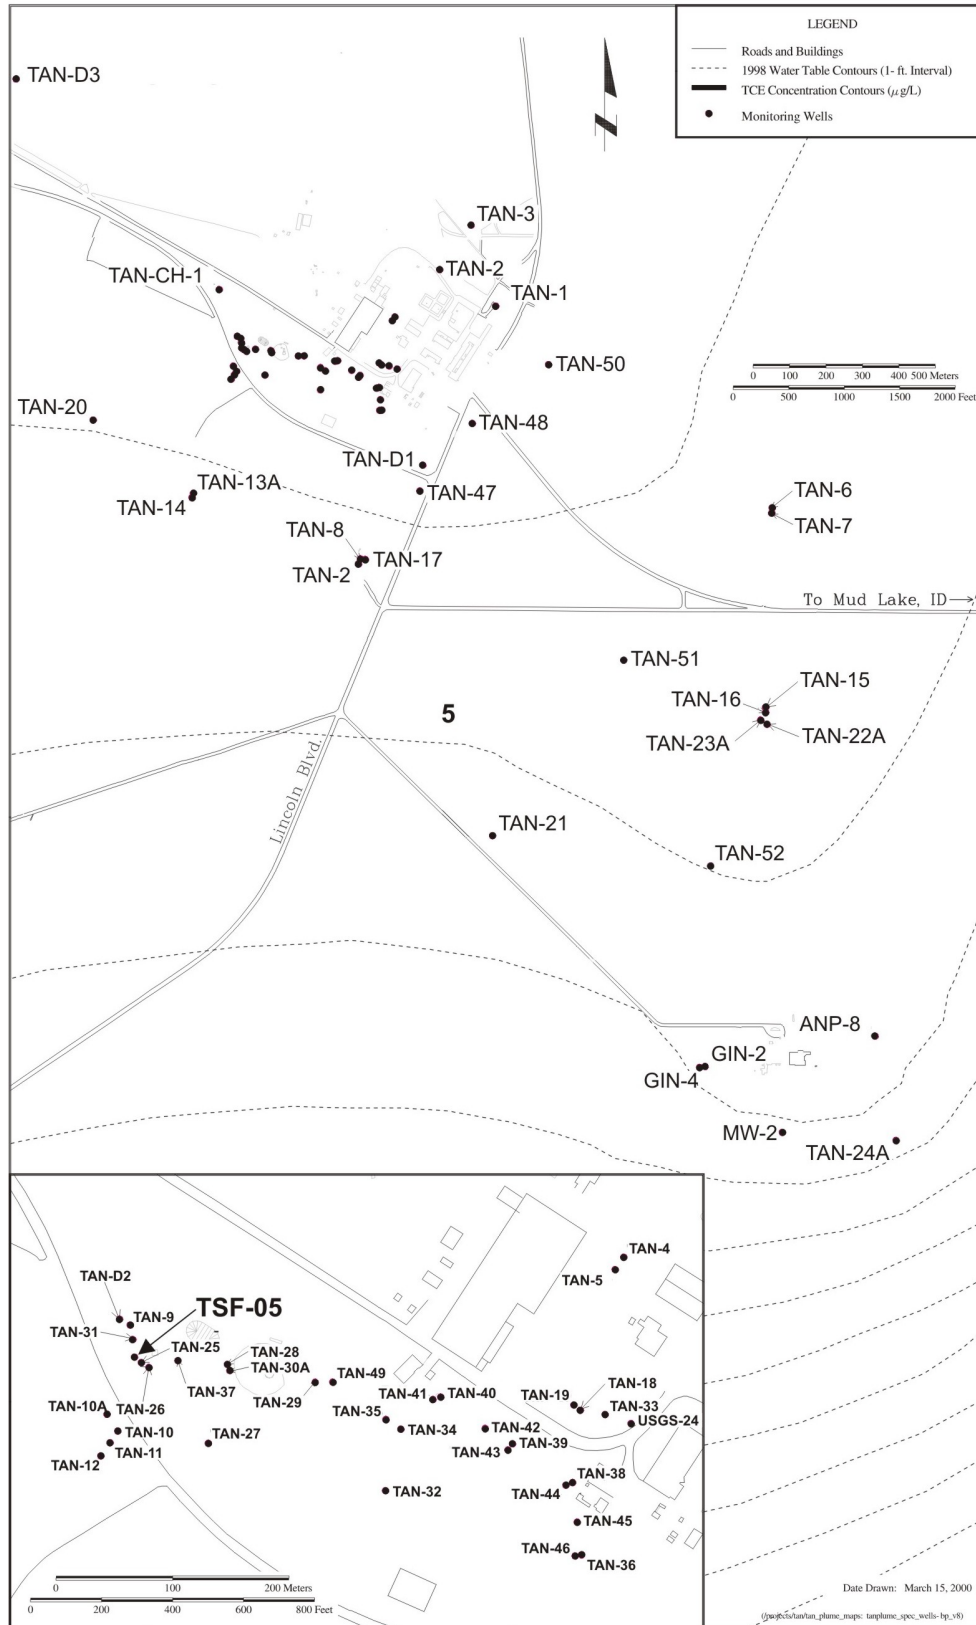 LEGEND
Roads and Buildings
1998 Water Table Contours (1- ft. Interval)
TCE Concentration Contours (μg/L)
Monitoring Wells
TAN-D3
TAN-3
TAN-2
TAN-CH-1
TAN-1
TAN-50
0 100 200 300 400 500 Meters
0 500 1000 1500 2000 Feet
TAN-20
TAN-48
TAN-D1
TAN-13A
TAN-14
TAN-47
TAN-6
TAN-7
TAN-8
TAN-17
TAN-2
To Mud Lake, ID
TAN-51
TAN-15
TAN-16
TAN-23A
TAN-22A
5
Lincoln Blvd.
TAN-21
TAN-52
ANP-8
GIN-2
GIN-4
MW-2
TAN-24A
TAN-4
TAN-5
TAN-D2
TAN-9
TSF-05
TAN-31
TAN-25
TAN-28
TAN-30A
TAN-49
TAN-37
TAN-29
TAN-41
TAN-40
TAN-19
TAN-18
TAN-10A
TAN-26
TAN-35
TAN-33
USGS-24
TAN-10
TAN-27
TAN-34
TAN-42
TAN-39
TAN-43
TAN-11
TAN-12
TAN-38
TAN-32
TAN-44
TAN-45
TAN-46
TAN-36
0 100 200 Meters
0 200 400 600 800 Feet
Date Drawn: March 15, 2000
(/projects/tan/tan_plume_maps: tanplume_spec_wells-bp_v8)